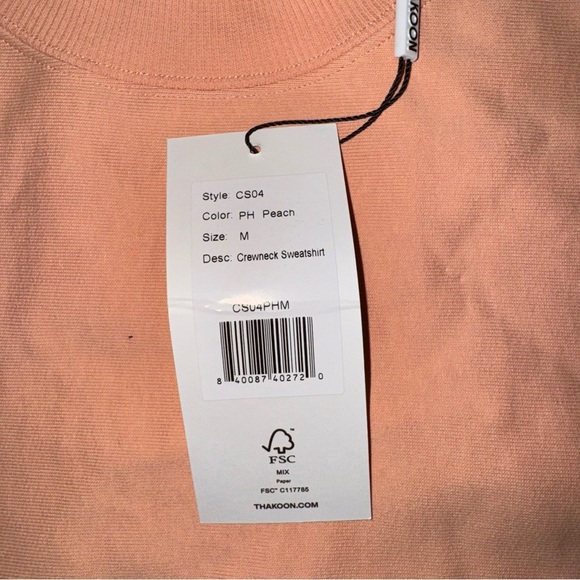 KOON
Style: CS04
Color: PH Peach
Size: M
Desc: Crewneck Sweatshirt
CS04PHM
8 40087 40272 0
FSC
MIX
Paper
FSC® C117785
THAKOON.COM